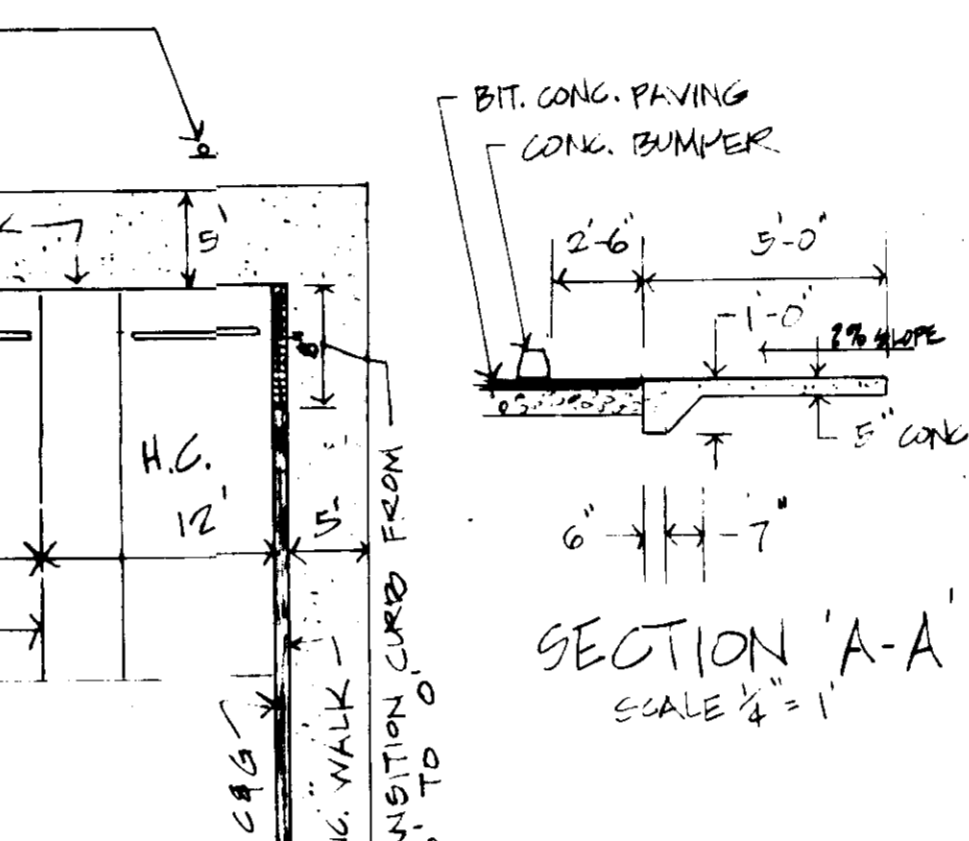 BIT. CONC. PAVING
CONC. BUMPER
2'-6"
5'-0"
1'-0"
2% SLOPE
5" CONC
6"
7"
SECTION 'A-A'
SCALE 1/4" = 1'
5'
H.C.
12'
5'
C&G
WALK
CURB FROM
TO 0'